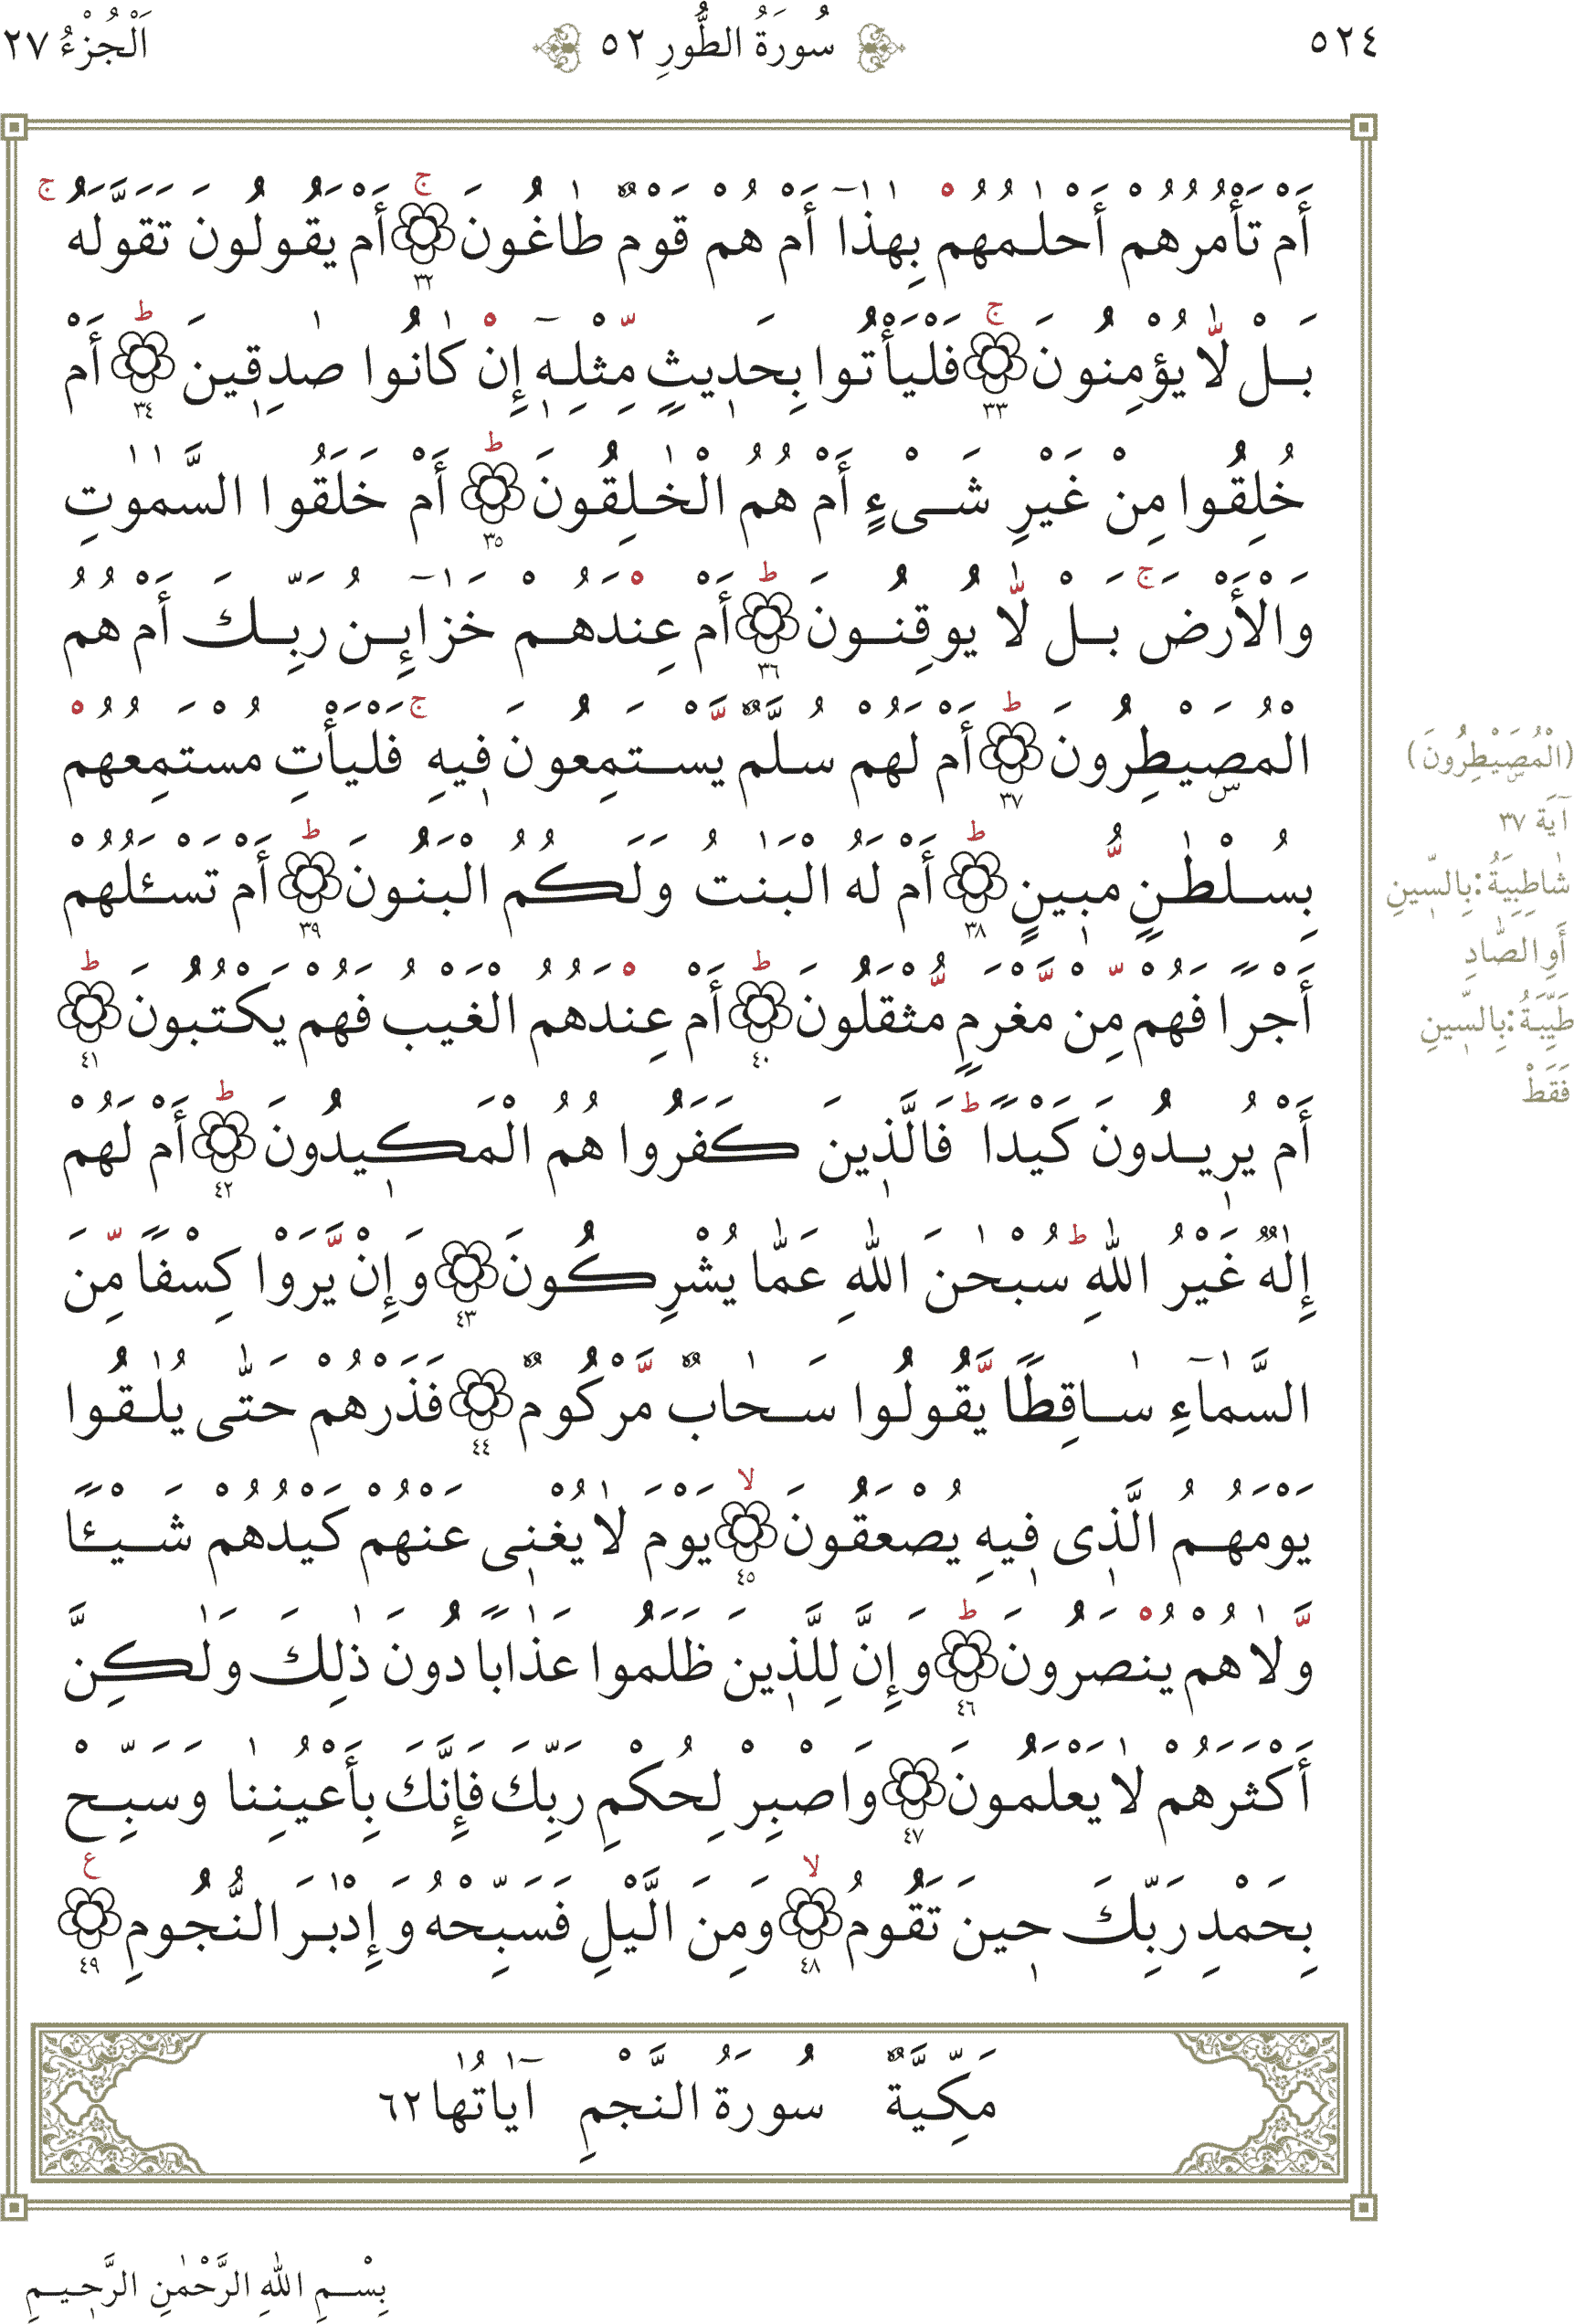 ٥٢٤ سُورَةُ الطُّورِ ٥٢ اَلْجُزْءُ ٢٧
أَمْ تَأْمُرُهُمْ أَحْلٰمُهُمْ بِهٰذَٓا أَمْ هُمْ قَوْمٌ طَاغُونَ ٣٢ أَمْ يَقُولُونَ تَقَوَّلَهُ ج
بَلْ لَّا يُؤْمِنُونَ ٣٣ فَلْيَأْتُوا بِحَدِيثٍ مِّثْلِهِٓ إِنْ كَانُوا صٰدِقِينَ ٣٤ أَمْ
خُلِقُوا مِنْ غَيْرِ شَىْءٍ أَمْ هُمُ الْخٰلِقُونَ ٣٥ أَمْ خَلَقُوا السَّمٰوٰتِ
وَالْأَرْضَ ج بَلْ لَّا يُوقِنُونَ ٣٦ أَمْ عِنْدَهُمْ خَزَآئِنُ رَبِّكَ أَمْ هُمُ
الْمُصَۜيْطِرُونَ ٣٧ أَمْ لَهُمْ سُلَّمٌ يَّسْتَمِعُونَ فِيهِ ج فَلْيَأْتِ مُسْتَمِعُهُمْ
بِسُلْطٰنٍ مُّبِينٍ ٣٨ أَمْ لَهُ الْبَنٰتُ وَلَكُمُ الْبَنُونَ ٣٩ أَمْ تَسْـَٔلُهُمْ
أَجْرًا فَهُمْ مِّنْ مَّغْرَمٍ مُّثْقَلُونَ ٤٠ أَمْ عِنْدَهُمُ الْغَيْبُ فَهُمْ يَكْتُبُونَ ٤١
أَمْ يُرِيدُونَ كَيْدًا ط فَالَّذِينَ كَفَرُوا هُمُ الْمَكِيدُونَ ٤٢ أَمْ لَهُمْ
إِلٰهٌ غَيْرُ اللّٰهِ ط سُبْحٰنَ اللّٰهِ عَمَّا يُشْرِكُونَ ٤٣ وَإِنْ يَّرَوْا كِسْفًا مِّنَ
السَّمَآءِ سَاقِطًا يَّقُولُوا سَحَابٌ مَّرْكُومٌ ٤٤ فَذَرْهُمْ حَتّٰى يُلٰقُوا
يَوْمَهُمُ الَّذِى فِيهِ يُصْعَقُونَ ٤٥ يَوْمَ لَا يُغْنِى عَنْهُمْ كَيْدُهُمْ شَيْـًٔا
وَّلَا هُمْ يُنْصَرُونَ ٤٦ وَإِنَّ لِلَّذِينَ ظَلَمُوا عَذَابًا دُونَ ذٰلِكَ وَلٰكِنَّ
أَكْثَرَهُمْ لَا يَعْلَمُونَ ٤٧ وَاصْبِرْ لِحُكْمِ رَبِّكَ فَإِنَّكَ بِأَعْيُنِنَا وَسَبِّحْ
بِحَمْدِ رَبِّكَ حِينَ تَقُومُ ٤٨ وَمِنَ الَّيْلِ فَسَبِّحْهُ وَإِدْبٰرَ النُّجُومِ ٤٩
مَكِّيَّةٌ سُورَةُ النَّجْمِ اٰيَاتُهَا ٦٢
بِسْمِ اللّٰهِ الرَّحْمٰنِ الرَّحِيمِ
(الْمُصَۜيْطِرُونَ)
آيَة ٣٧
شَاطِبِيَةُ: بِالسِّينِ
أَوِ الصَّادِ
طَيِّبَةُ: بِالسِّينِ
فَقَطْ